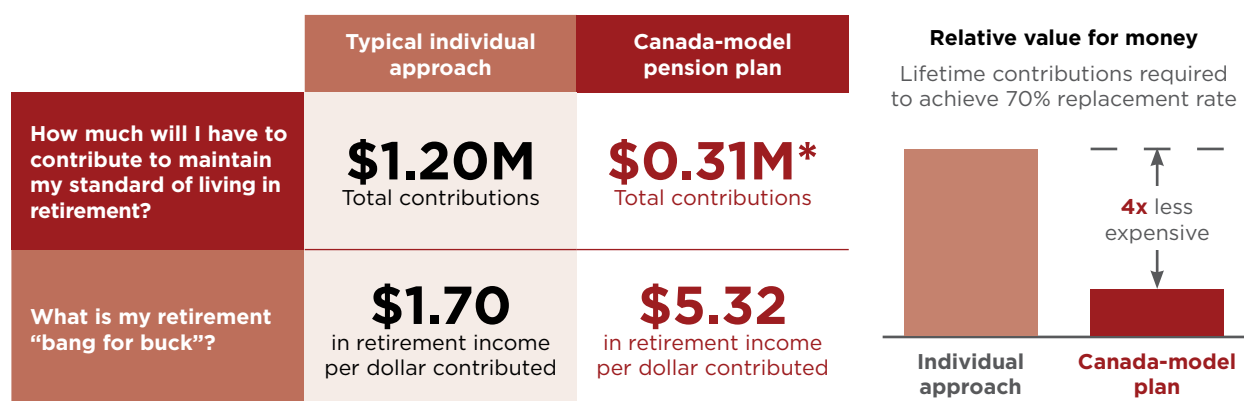 Typical individual
approach
Canada-model
pension plan
How much will I have to
contribute to maintain
my standard of living in
retirement?
$1.20M
Total contributions
$0.31M*
Total contributions
What is my retirement
“bang for buck”?
$1.70
in retirement income
per dollar contributed
$5.32
in retirement income
per dollar contributed
Relative value for money
Lifetime contributions required
to achieve 70% replacement rate
4x less
expensive
Individual
approach
Canada-model
plan